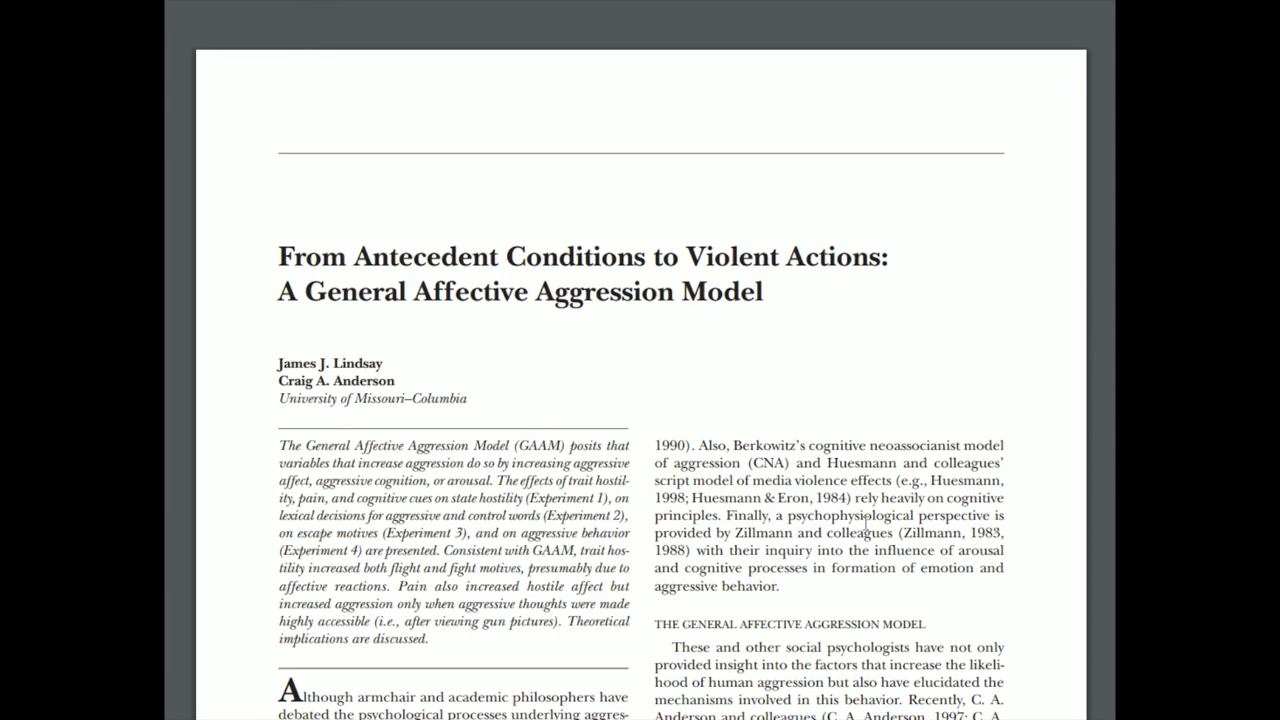 From Antecedent Conditions to Violent Actions:
A General Affective Aggression Model
James J. Lindsay
Craig A. Anderson
University of Missouri–Columbia
The General Affective Aggression Model (GAAM) posits that
variables that increase aggression do so by increasing aggressive
affect, aggressive cognition, or arousal. The effects of trait hostil-
ity, pain, and cognitive cues on state hostility (Experiment 1), on
lexical decisions for aggressive and control words (Experiment 2),
on escape motives (Experiment 3), and on aggressive behavior
(Experiment 4) are presented. Consistent with GAAM, trait hos-
tility increased both flight and fight motives, presumably due to
affective reactions. Pain also increased hostile affect but
increased aggression only when aggressive thoughts were made
highly accessible (i.e., after viewing gun pictures). Theoretical
implications are discussed.
Although armchair and academic philosophers have
debated the psychological processes underlying aggres-
1990). Also, Berkowitz's cognitive neoassocianist model
of aggression (CNA) and Huesmann and colleagues'
script model of media violence effects (e.g., Huesmann,
1998; Huesmann & Eron, 1984) rely heavily on cognitive
principles. Finally, a psychophysiological perspective is
provided by Zillmann and colleagues (Zillmann, 1983,
1988) with their inquiry into the influence of arousal
and cognitive processes in formation of emotion and
aggressive behavior.
THE GENERAL AFFECTIVE AGGRESSION MODEL
These and other social psychologists have not only
provided insight into the factors that increase the likeli-
hood of human aggression but also have elucidated the
mechanisms involved in this behavior. Recently, C. A.
Anderson and colleagues (C. A. Anderson, 1997; C. A.